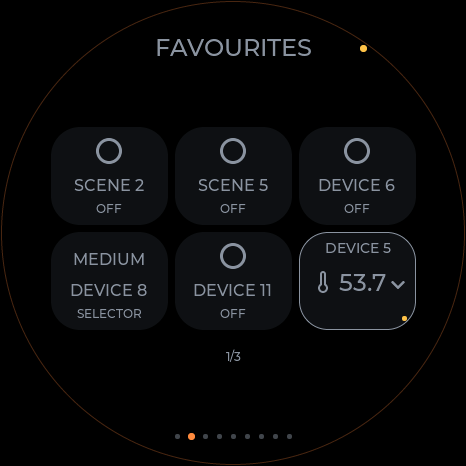 FAVOURITES
SCENE 2
OFF
SCENE 5
OFF
DEVICE 6
OFF
MEDIUM
DEVICE 8
SELECTOR
DEVICE 11
OFF
DEVICE 5
53.7
1/3